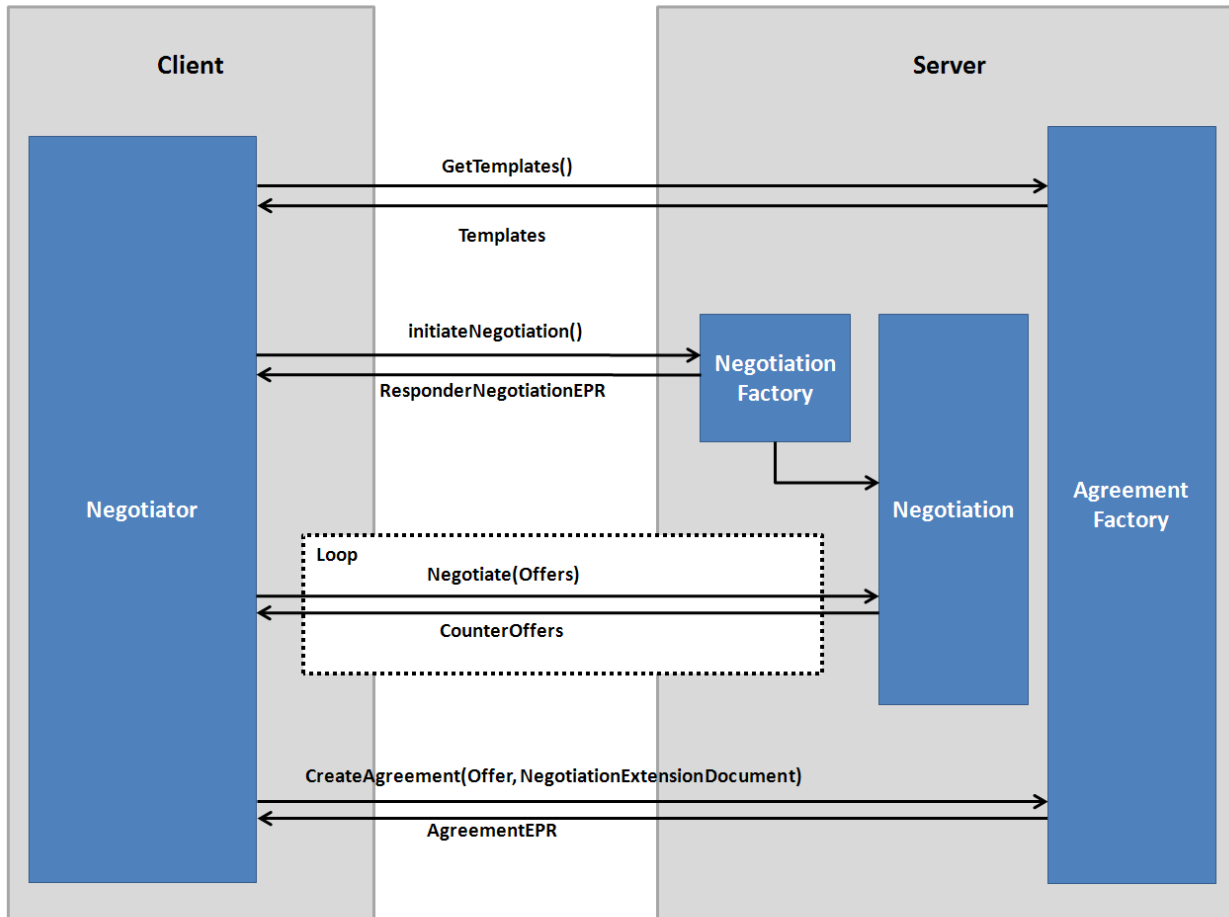 Client
Server
GetTemplates()
Templates
initiateNegotiation()
ResponderNegotiationEPR
Negotiation
Factory
Negotiator
Negotiation
Agreement
Factory
Loop
Negotiate(Offers)
CounterOffers
CreateAgreement(Offer, NegotiationExtensionDocument)
AgreementEPR